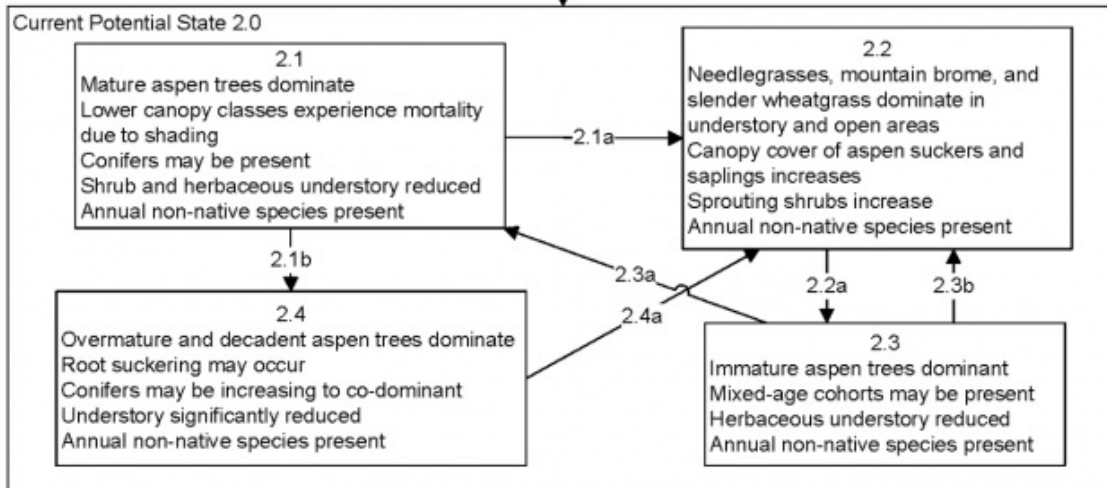 Current Potential State 2.0
2.1
Mature aspen trees dominate
Lower canopy classes experience mortality
due to shading
Conifers may be present
Shrub and herbaceous understory reduced
Annual non-native species present
2.1a
2.2
Needlegrasses, mountain brome, and
slender wheatgrass dominate in
understory and open areas
Canopy cover of aspen suckers and
saplings increases
Sprouting shrubs increase
Annual non-native species present
2.1b
2.3a
2.4a
2.2a
2.3b
2.4
Overmature and decadent aspen trees dominate
Root suckering may occur
Conifers may be increasing to co-dominant
Understory significantly reduced
Annual non-native species present
2.3
Immature aspen trees dominant
Mixed-age cohorts may be present
Herbaceous understory reduced
Annual non-native species present